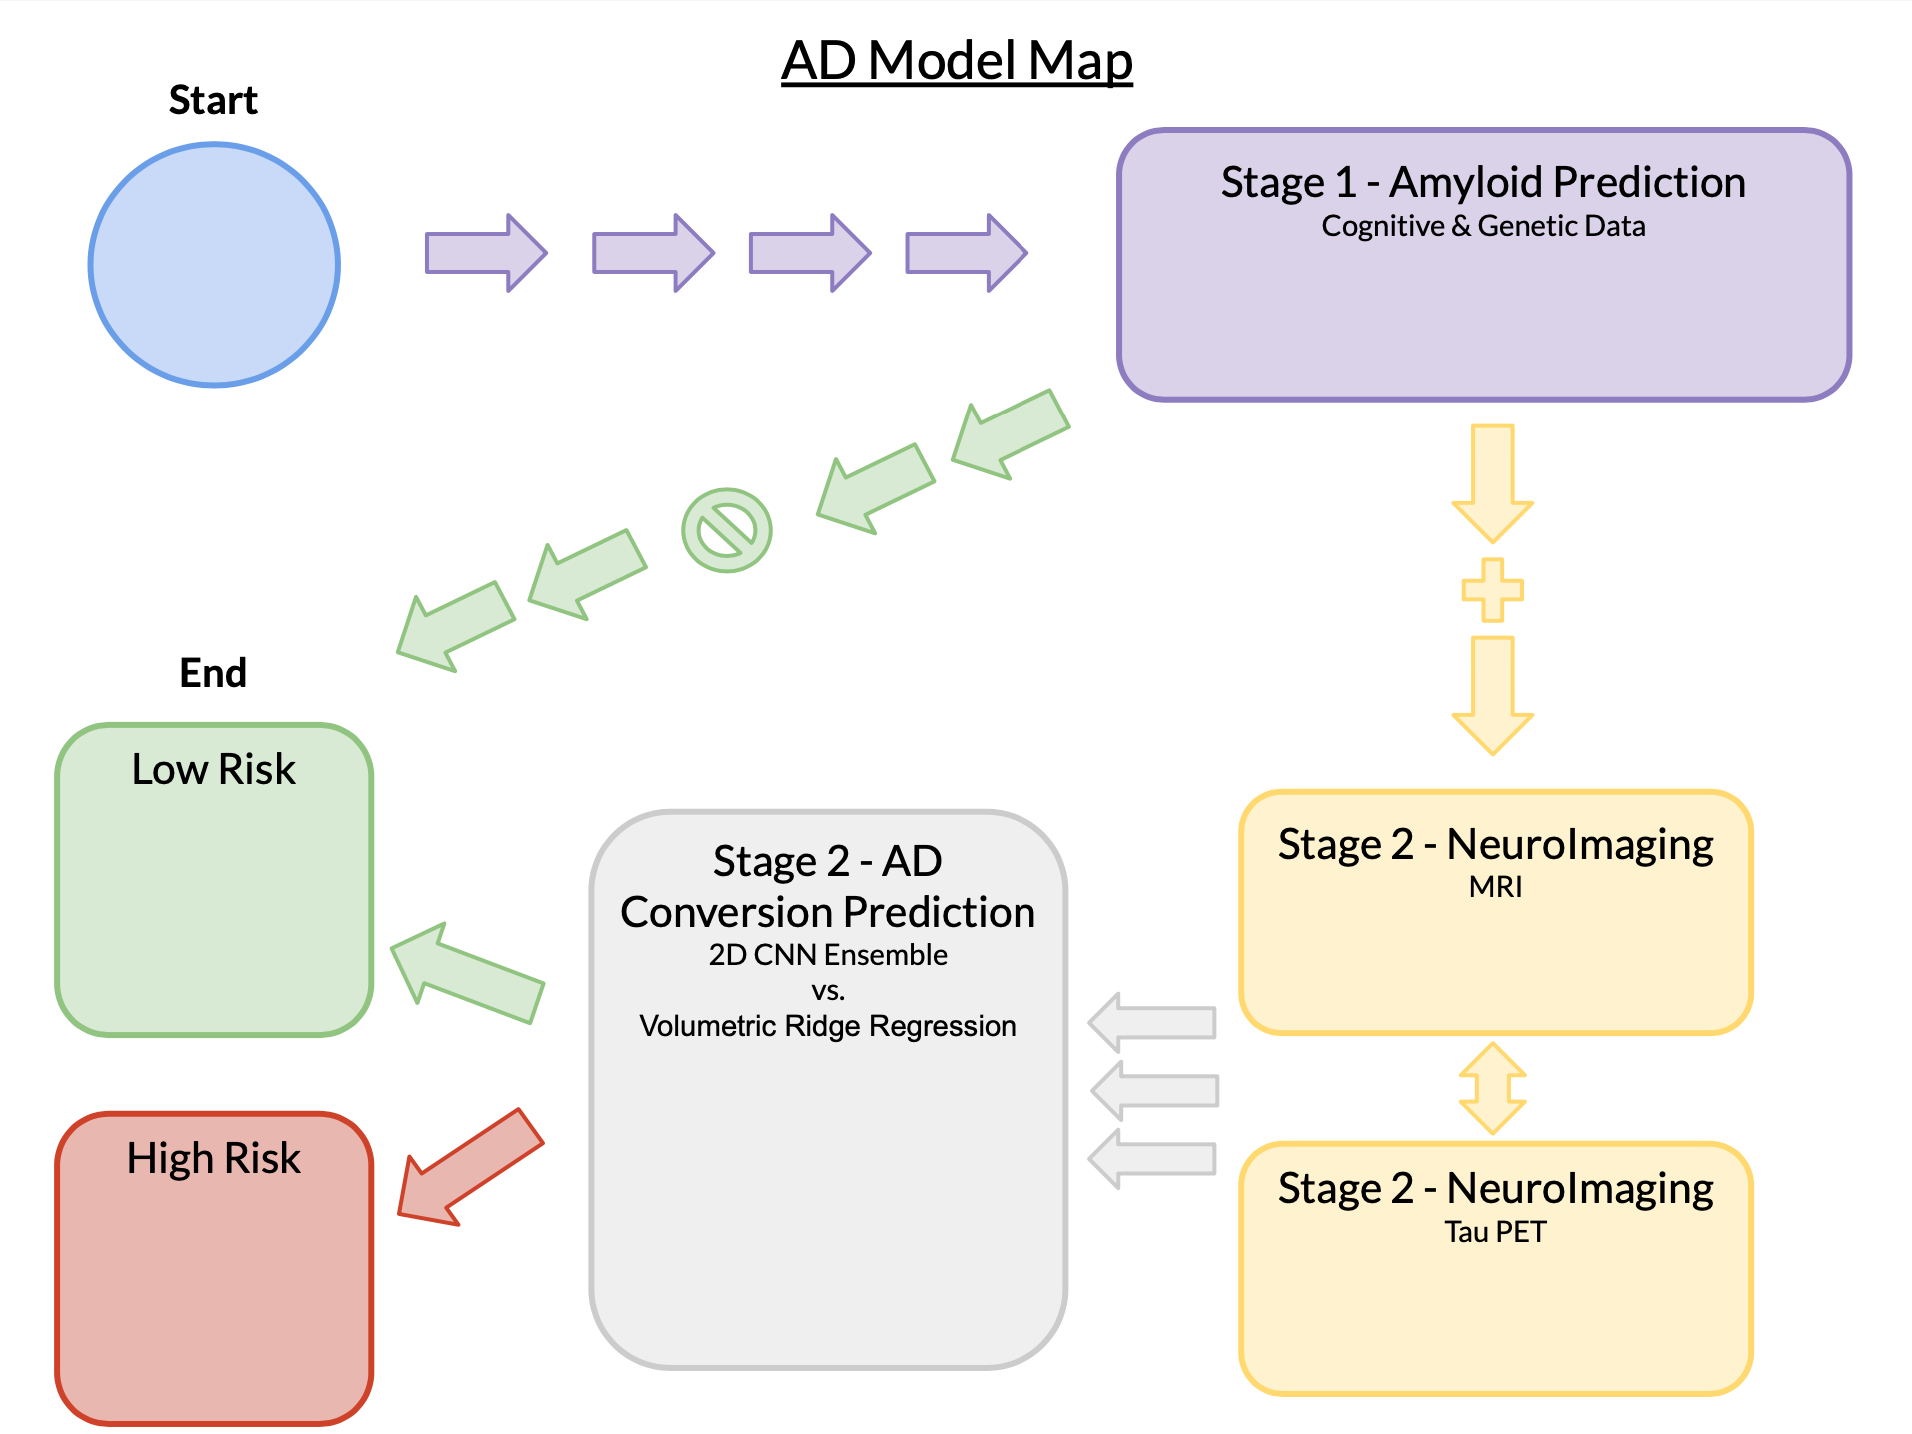 AD Model Map
Start
Stage 1 - Amyloid Prediction
Cognitive & Genetic Data
End
Low Risk
Stage 2 - AD
Conversion Prediction
2D CNN Ensemble
vs.
Volumetric Ridge Regression
Stage 2 - NeuroImaging
MRI
High Risk
Stage 2 - NeuroImaging
Tau PET